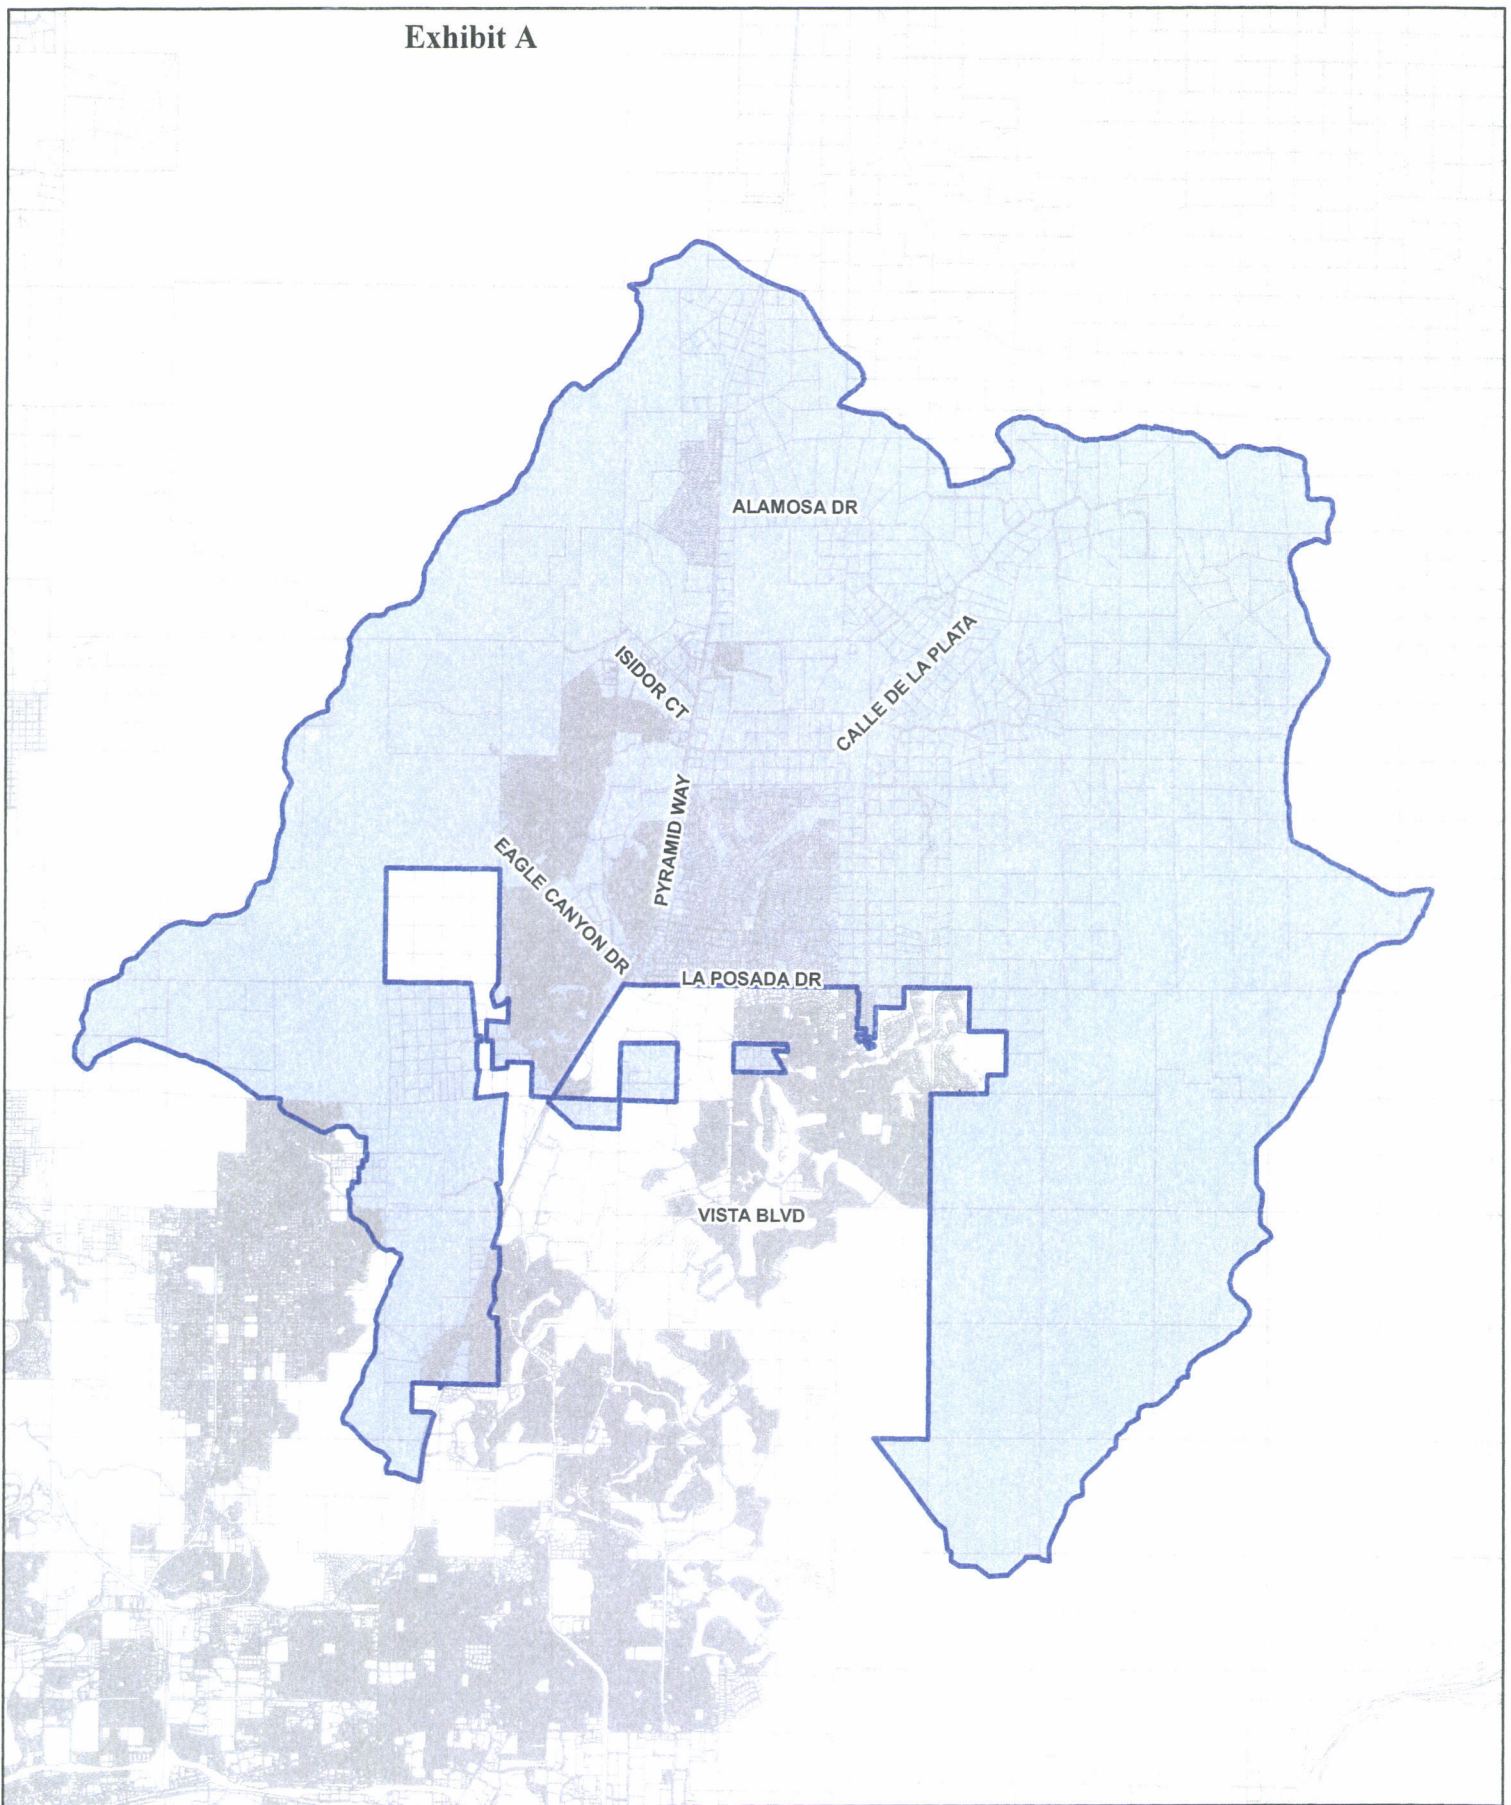 Exhibit A
ALAMOSA DR
ISIDOR CT
CALLE DE LA PLATA
PYRAMID WAY
EAGLE CANYON DR
LA POSADA DR
VISTA BLVD